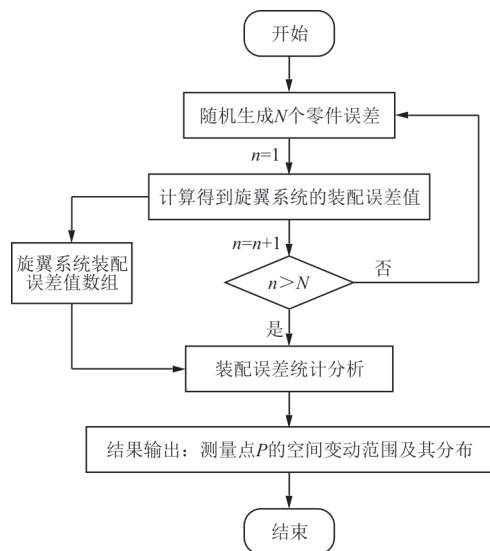 开始
随机生成N个零件误差
n=1
计算得到旋翼系统的装配误差值
n=n+1
旋翼系统装配
误差值数组
n＞N
否
是
装配误差统计分析
结果输出：测量点P的空间变动范围及其分布
结束